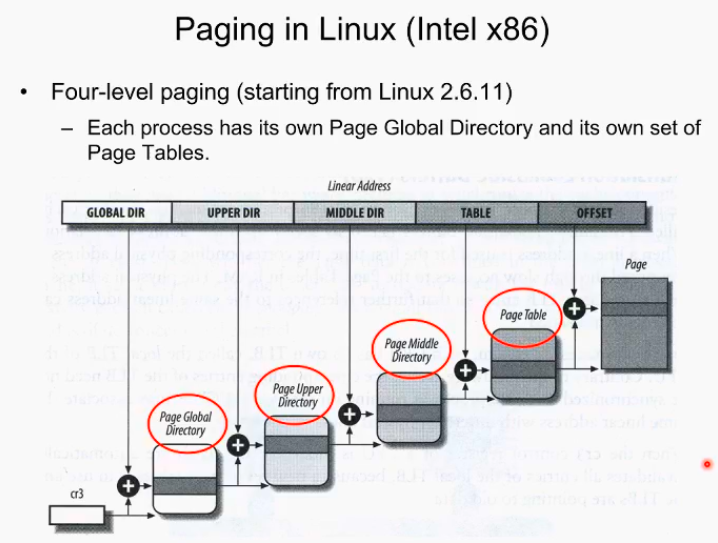 Paging in Linux (Intel x86)
• Four-level paging (starting from Linux 2.6.11)
– Each process has its own Page Global Directory and its own set of
Page Tables.
Linear Address
GLOBAL DIR UPPER DIR MIDDLE DIR TABLE OFFSET
Page
Page Table
Page Middle
Directory
Page Upper
Directory
Page Global
Directory
cr3